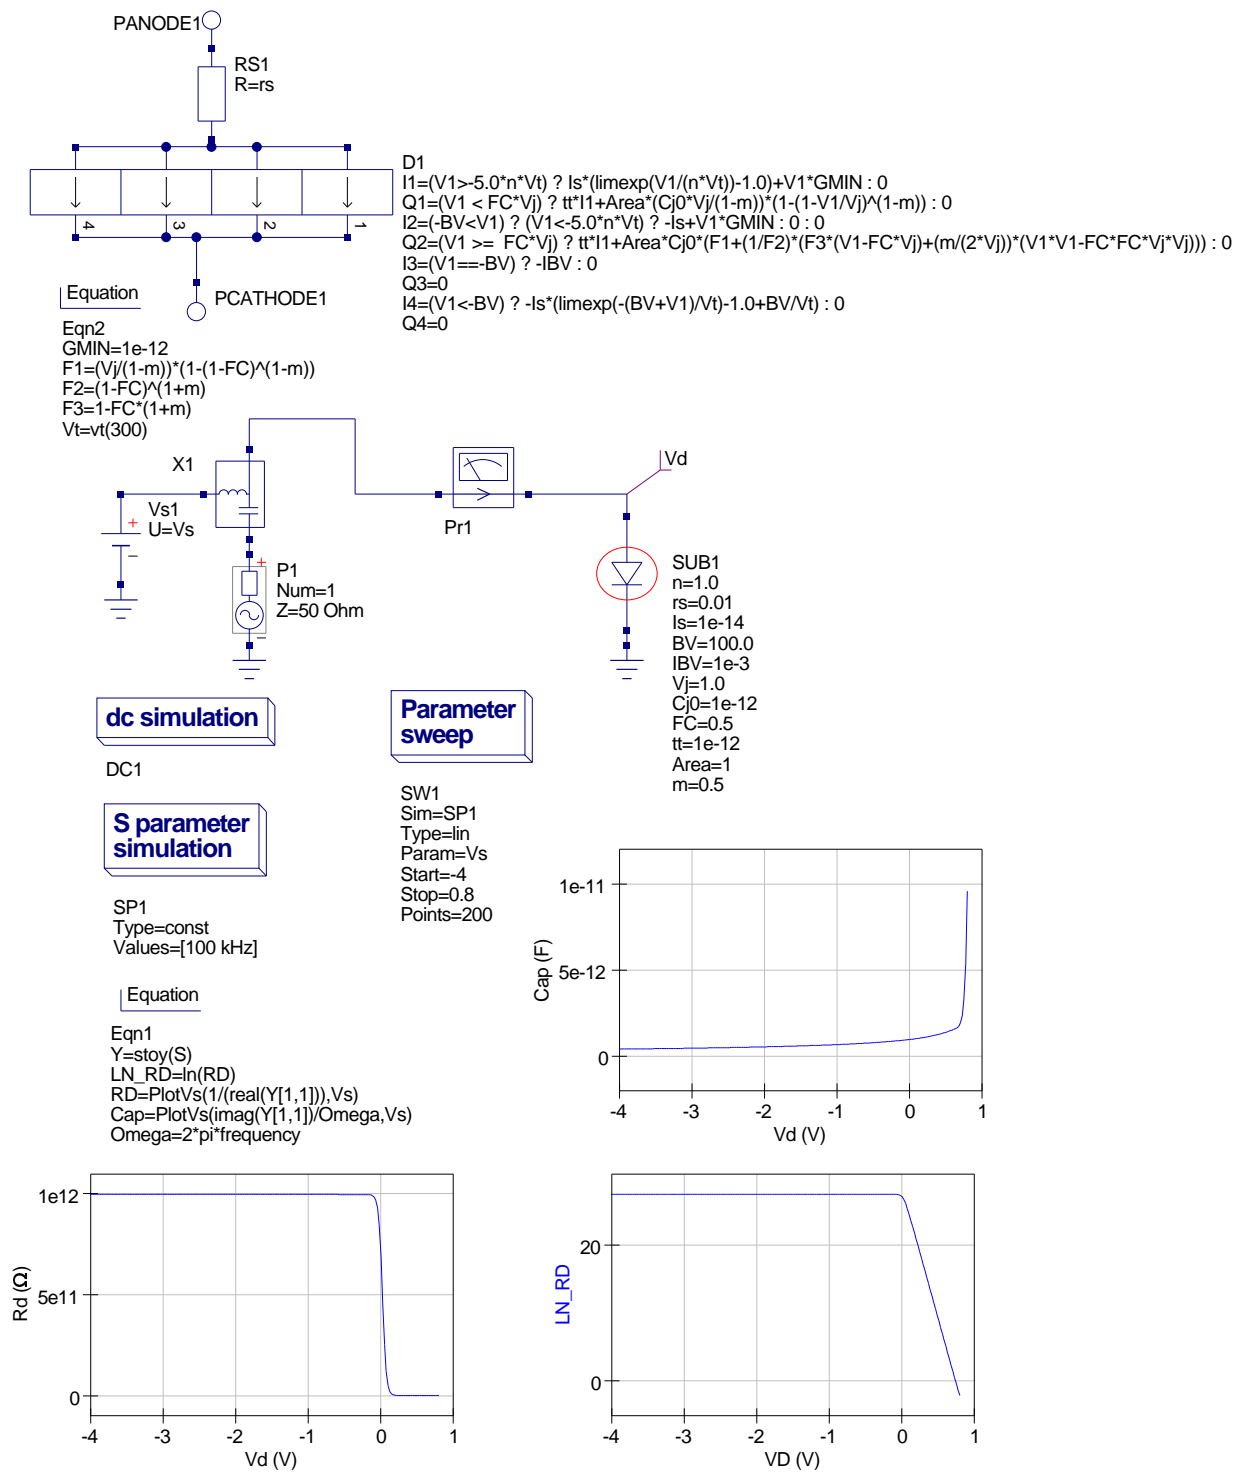 PANODE1
RS1
R=rs
4
3
2
1
D1
I1=(V1>-5.0*n*Vt) ? Is*(limexp(V1/(n*Vt))-1.0)+V1*GMIN : 0
Q1=(V1 < FC*Vj) ? tt*I1+Area*(Cj0*Vj/(1-m))*(1-(1-V1/Vj)^(1-m)) : 0
I2=(-BV<V1) ? (V1<-5.0*n*Vt) ? -Is+V1*GMIN : 0 : 0
Q2=(V1 >=  FC*Vj) ? tt*I1+Area*Cj0*(F1+(1/F2)*(F3*(V1-FC*Vj)+(m/(2*Vj))*(V1*V1-FC*FC*Vj*Vj))) : 0
I3=(V1==-BV) ? -IBV : 0
Q3=0
I4=(V1<-BV) ? -Is*(limexp(-(BV+V1)/Vt)-1.0+BV/Vt) : 0
Q4=0
PCATHODE1
Equation
Eqn2
GMIN=1e-12
F1=(Vj/(1-m))*(1-(1-FC)^(1-m))
F2=(1-FC)^(1+m)
F3=1-FC*(1+m)
Vt=vt(300)
X1
Vs1
U=Vs
+
−
P1
Num=1
Z=50 Ohm
+
−
Pr1
Vd
SUB1
n=1.0
rs=0.01
Is=1e-14
BV=100.0
IBV=1e-3
Vj=1.0
Cj0=1e-12
FC=0.5
tt=1e-12
Area=1
m=0.5
dc simulation
DC1
Parameter
sweep
SW1
Sim=SP1
Type=lin
Param=Vs
Start=-4
Stop=0.8
Points=200
S parameter
simulation
SP1
Type=const
Values=[100 kHz]
Equation
Eqn1
Y=stoy(S)
LN_RD=ln(RD)
RD=PlotVs(1/(real(Y[1,1])),Vs)
Cap=PlotVs(imag(Y[1,1])/Omega,Vs)
Omega=2*pi*frequency
Cap (F)
1e-11
5e-12
0
-4 -3 -2 -1 0 1
Vd (V)
Rd (Ω)
1e12
5e11
0
-4 -3 -2 -1 0 1
Vd (V)
LN_RD
20
0
-4 -3 -2 -1 0 1
VD (V)